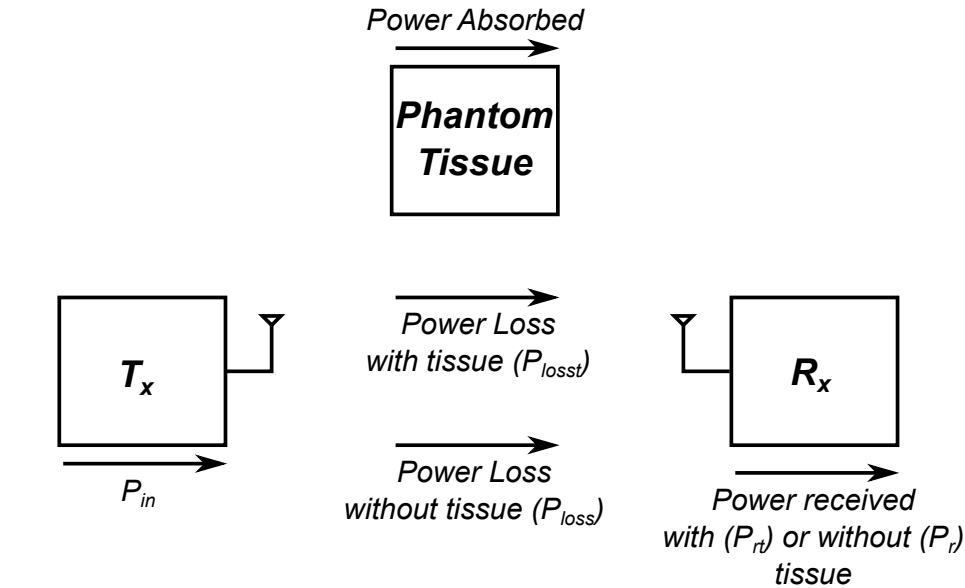 Power Absorbed
Phantom
Tissue
Tx
Pin
Power Loss
with tissue (Plosst)
Power Loss
without tissue (Ploss)
Rx
Power received
with (Prt) or without (Pr)
tissue